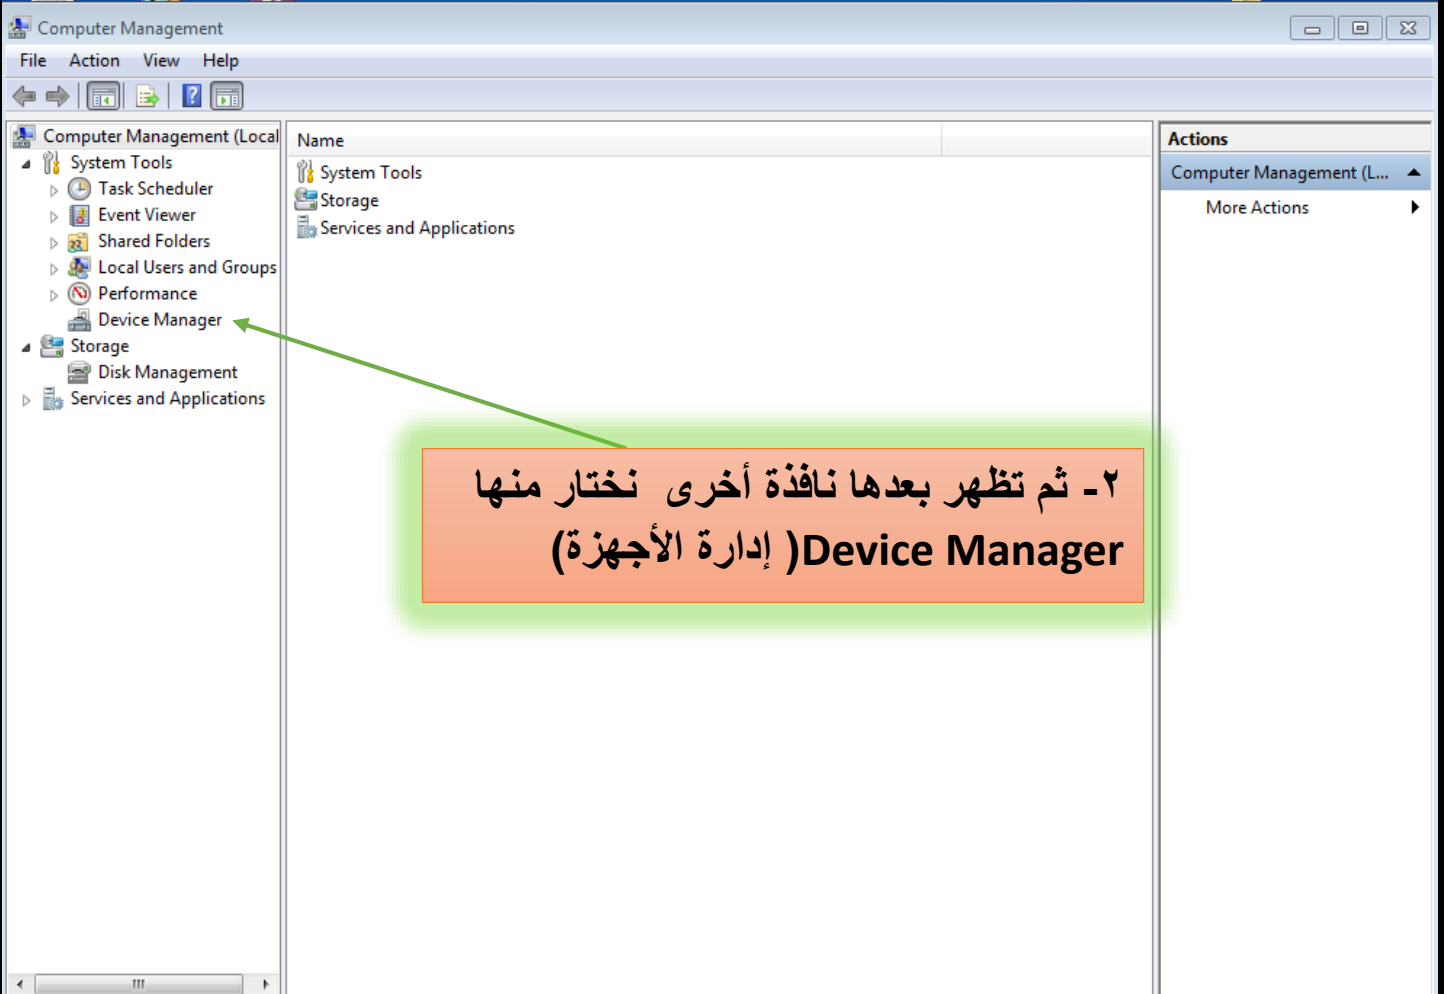 Computer Management
File Action View Help
Computer Management (Local
System Tools
Task Scheduler
Event Viewer
Shared Folders
Local Users and Groups
Performance
Device Manager
Storage
Disk Management
Services and Applications
Name
System Tools
Storage
Services and Applications
Actions
Computer Management (L...
More Actions
٢- ثم تظهر بعدها نافذة أخرى نختار منها
Device Manager( إدارة الأجهزة)